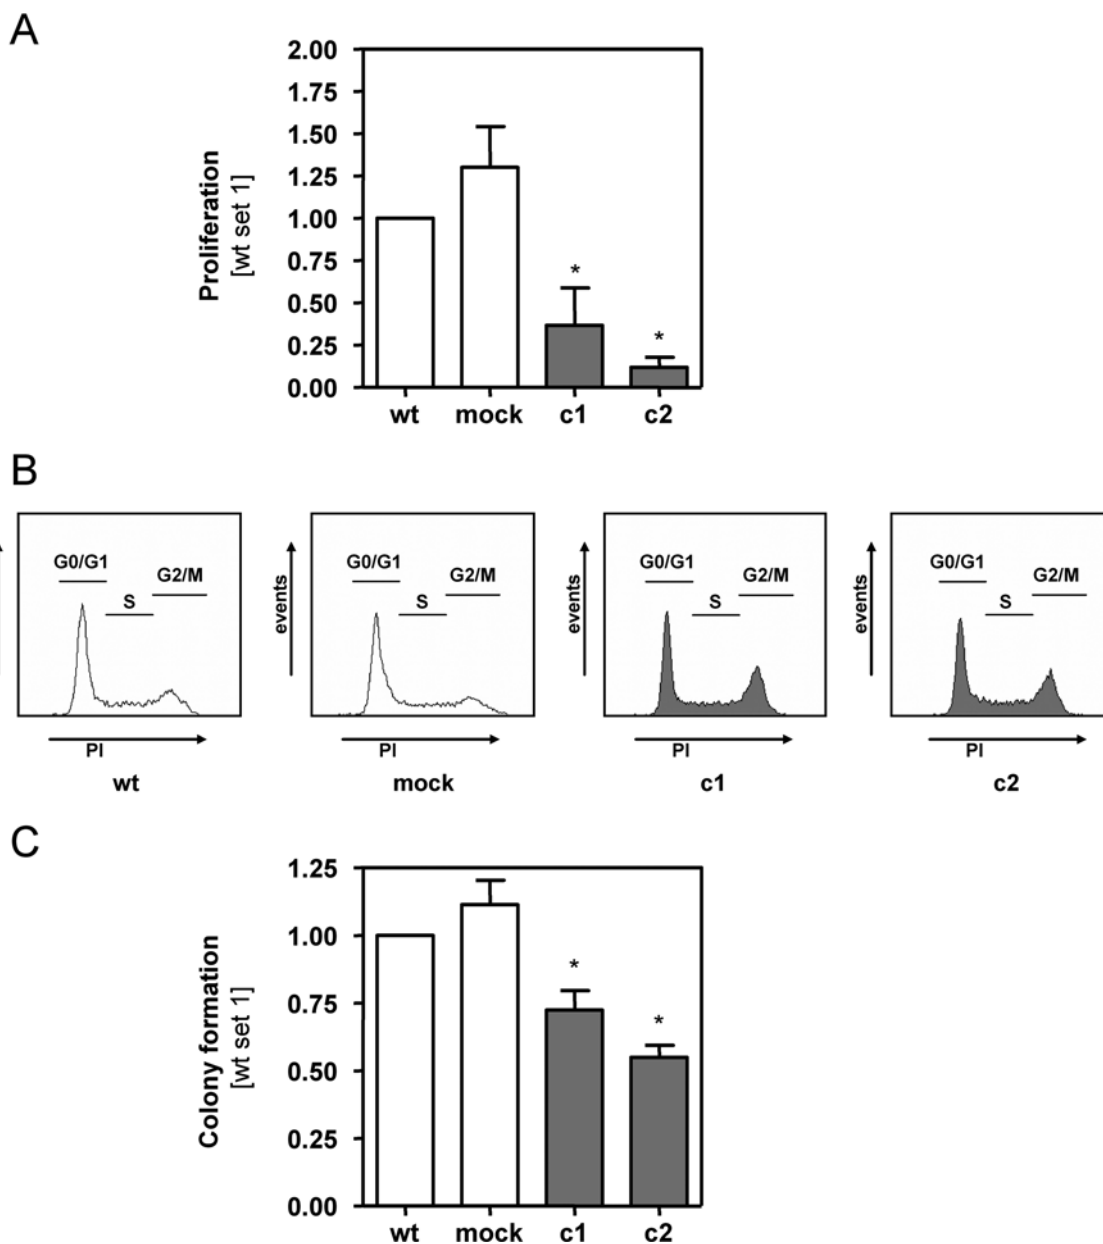 A
Proliferation
[wt set 1]
2.00
1.75
1.50
1.25
1.00
0.75
0.50
0.25
0.00
*
*
wt mock c1 c2
B
G0/G1
S
G2/M
PI
wt
events
G0/G1
S
G2/M
PI
mock
events
G0/G1
S
G2/M
PI
c1
events
G0/G1
S
G2/M
PI
c2
C
Colony formation
[wt set 1]
1.25
1.00
0.75
0.50
0.25
0.00
*
*
wt mock c1 c2